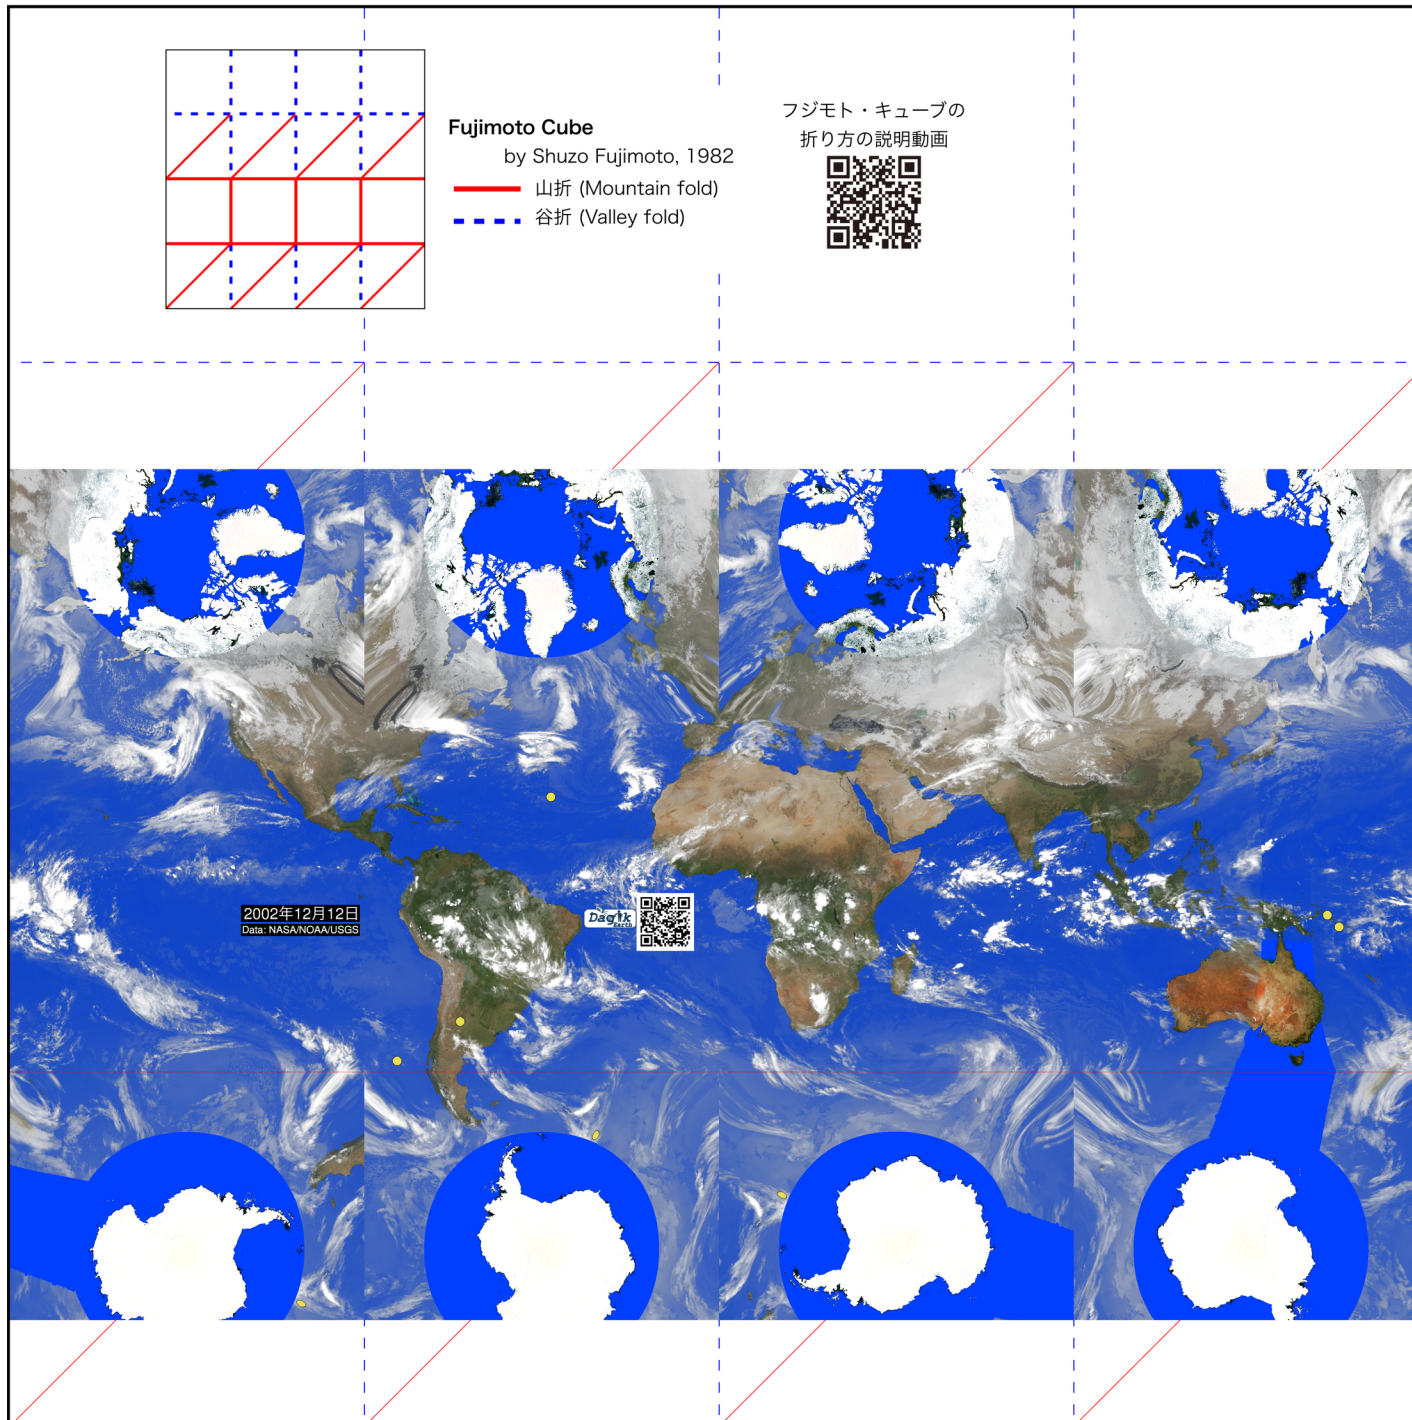 Fujimoto Cube
by Shuzo Fujimoto, 1982
山折 (Mountain fold)
谷折 (Valley fold)
フジモト・キューブの
折り方の説明動画
2002年12月12日
Data: NASA/NOAA/USGS
Dagik
Earth